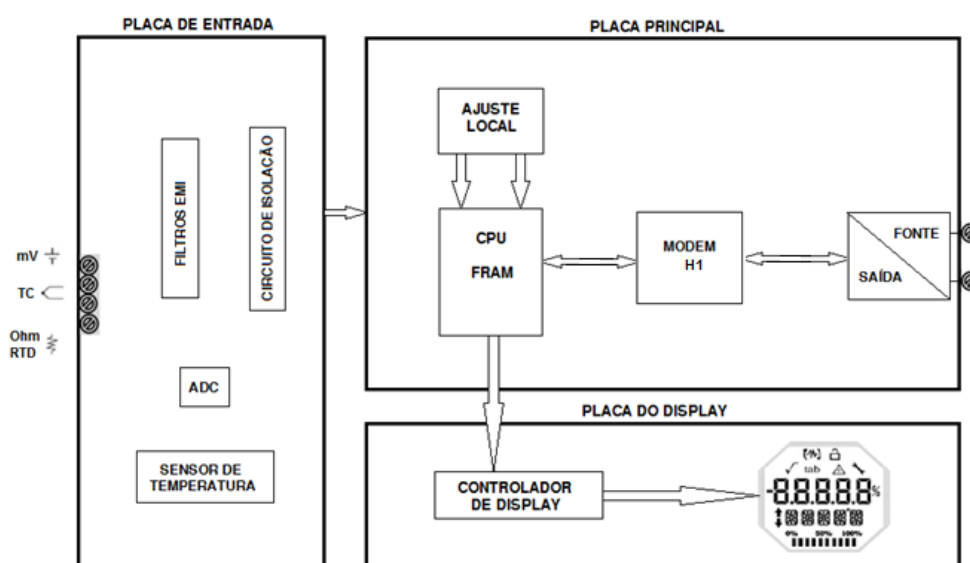 PLACA DE ENTRADA
PLACA PRINCIPAL
AJUSTE
LOCAL
FILTROS EMI
CIRCUITO DE ISOLAÇÃO
CPU
FRAM
MODEM
H1
FONTE
SAÍDA
mV
TC
Ohm
RTD
ADC
SENSOR DE
TEMPERATURA
PLACA DO DISPLAY
CONTROLADOR
DE DISPLAY
tab
-8.8.8.8.8 %
0% 50% 100%